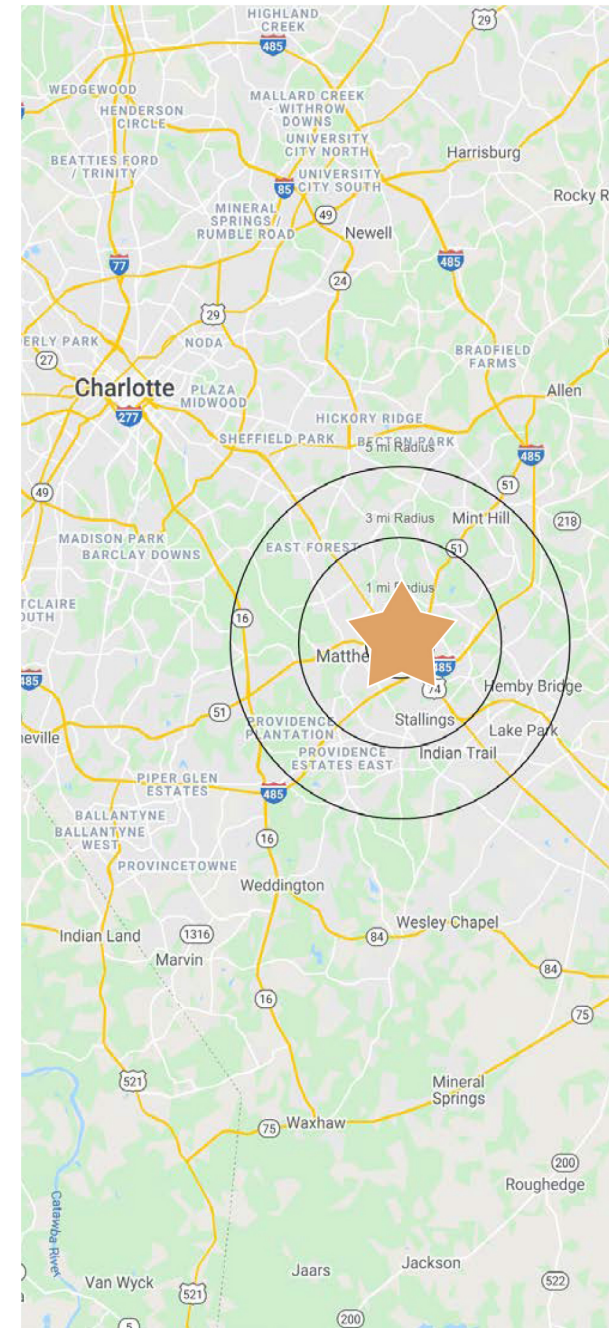 HIGHLAND
CREEK
29
485
WEDGEWOOD
HENDERSON
CIRCLE
MALLARD CREEK
- WITHROW
DOWNS
UNIVERSITY
CITY NORTH
Harrisburg
BEATTIES FORD
/ TRINITY
UNIVERSITY
CITY SOUTH
85
Rocky R
MINERAL
SPRINGS /
RUMBLE ROAD
49
Newell
77
485
24
29
ERLY PARK
NODA
27
BRADFIELD
FARMS
Charlotte
PLAZA
MIDWOOD
Allen
277
HICKORY RIDGE
SHEFFIELD PARK
BECTON PARK
5 mi Radius
485
51
49
3 mi Radius
Mint Hill
218
MADISON PARK
BARCLAY DOWNS
EAST FOREST
51
1 mi Radius
TCLAIRE
OUTH
16
Matthe
485
485
74
Hemby Bridge
51
PROVIDENCE
PLANTATION
Stallings
Lake Park
neville
PROVIDENCE
ESTATES EAST
Indian Trail
PIPER GLEN
ESTATES
485
BALLANTYNE
BALLANTYNE
WEST
16
PROVINCETOWNE
Weddington
Wesley Chapel
Indian Land
1316
84
Marvin
84
16
75
521
Mineral
Springs
75
Waxhaw
200
Roughedge
Catawba River
Jackson
Jaars
522
Van Wyck
521
200
5